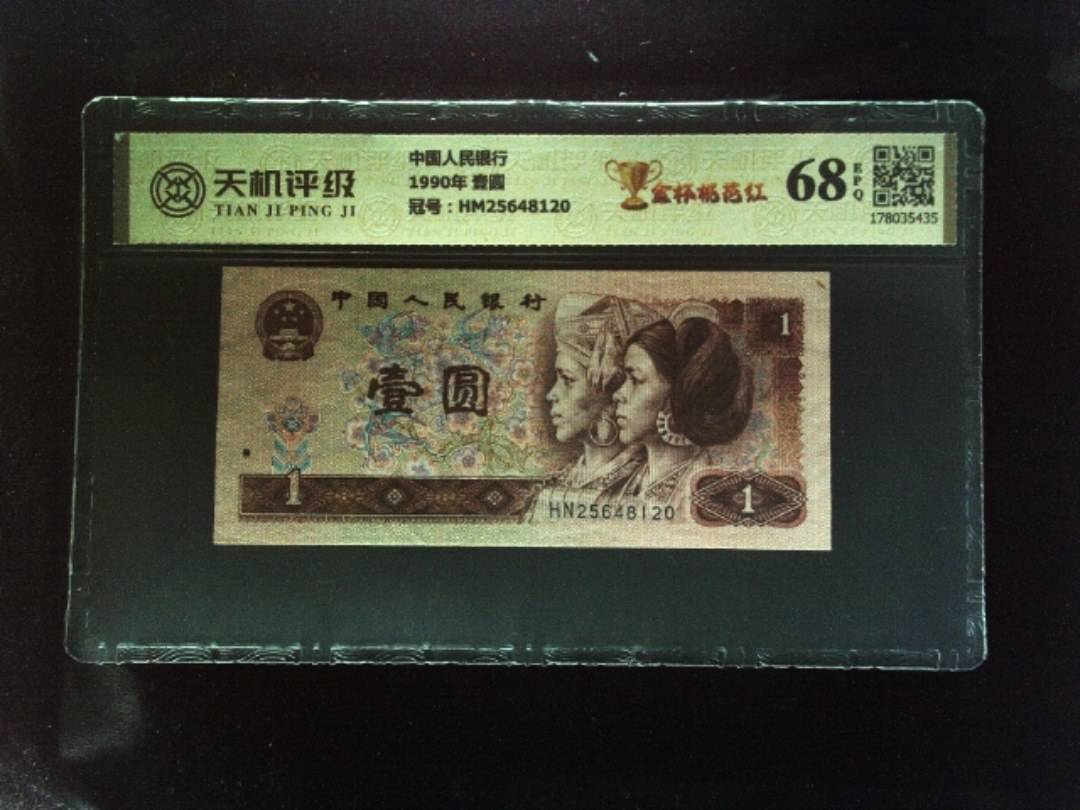 天机评级
TIAN JI PING JI
中国人民银行
1990年 壹圆
冠号：HM25648120
金杯桃花红
68
EPQ
178035435
中國人民銀行
1
壹圆
1
HN25648120
1